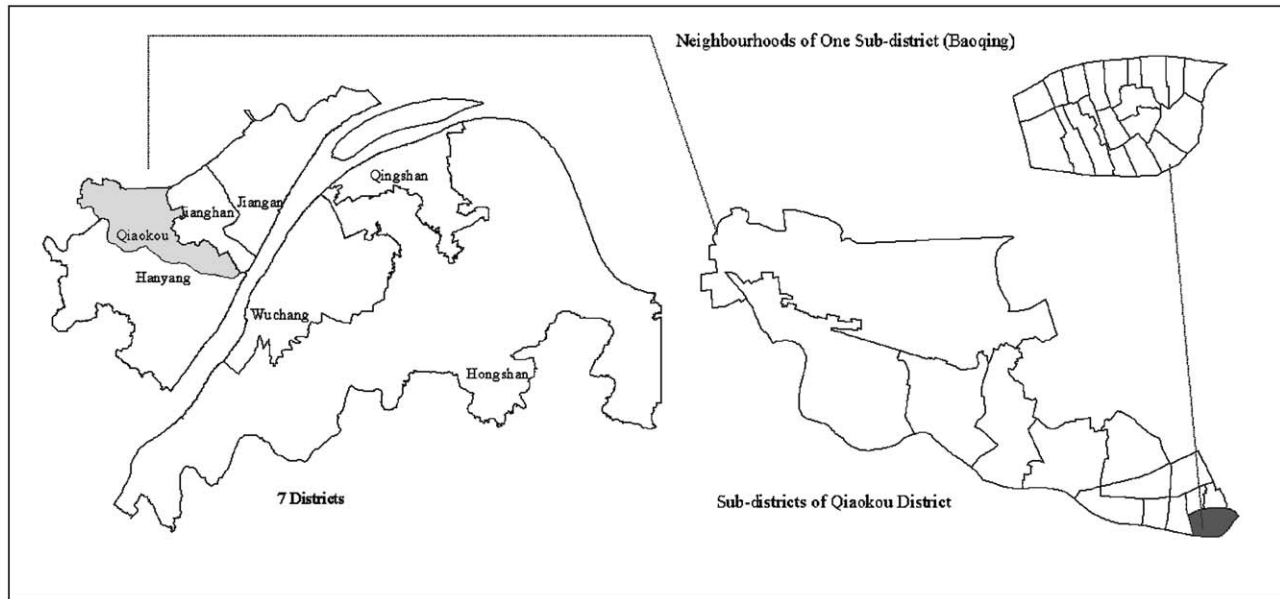 Neighbourhoods of One Sub-district (Baoqing)
Qingshan
Jiangan
Jianghan
Qiaokou
Hanyang
Wuchang
Hongshan
7 Districts
Sub-districts of Qiaokou District